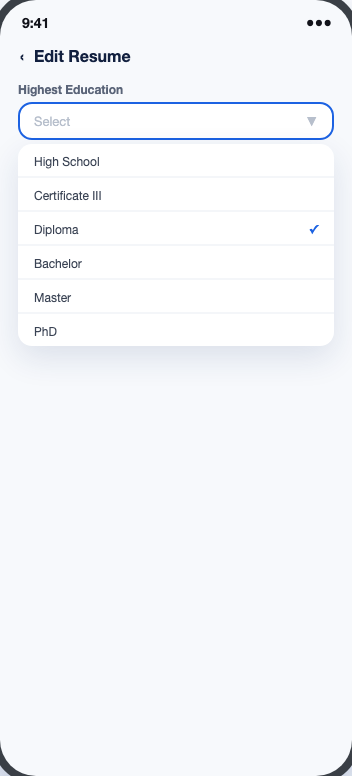 9:41
Edit Resume
Highest Education
Select
High School
Certificate III
Diploma
Bachelor
Master
PhD